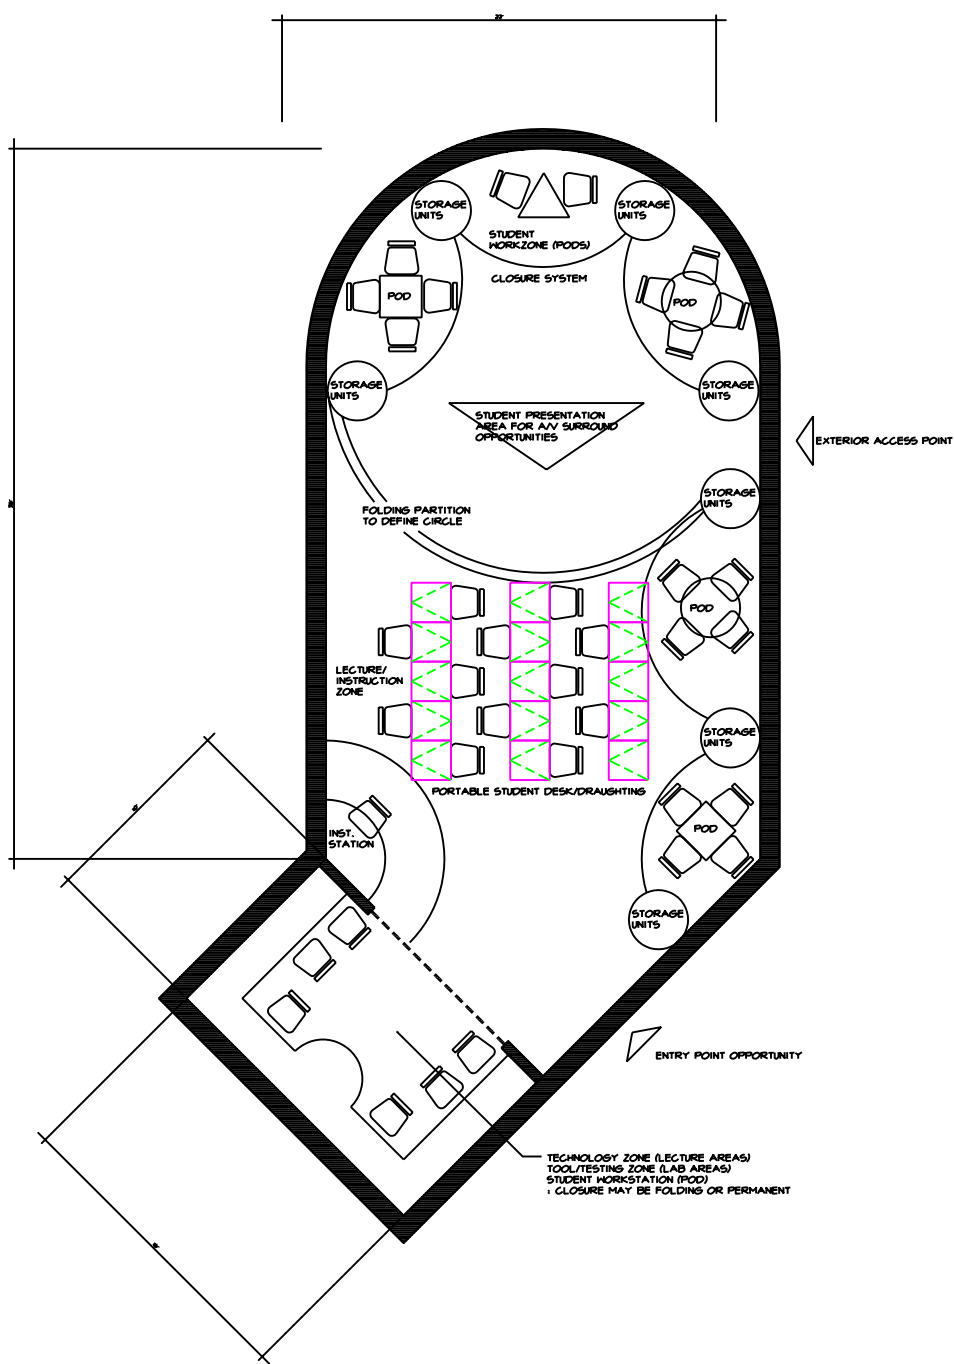 22'
STORAGE
UNITS
STORAGE
UNITS
STUDENT
WORKZONE (PODS)
CLOSURE SYSTEM
POD
POD
STORAGE
UNITS
STORAGE
UNITS
STUDENT PRESENTATION
AREA FOR A/V SURROUND
OPPORTUNITIES
EXTERIOR ACCESS POINT
STORAGE
UNITS
FOLDING PARTITION
TO DEFINE CIRCLE
POD
LECTURE/
INSTRUCTION
ZONE
STORAGE
UNITS
PORTABLE STUDENT DESK/DRAUGHTING
INST.
STATION
POD
STORAGE
UNITS
ENTRY POINT OPPORTUNITY
TECHNOLOGY ZONE (LECTURE AREAS)
TOOL/TESTING ZONE (LAB AREAS)
STUDENT WORKSTATION (POD)
: CLOSURE MAY BE FOLDING OR PERMANENT